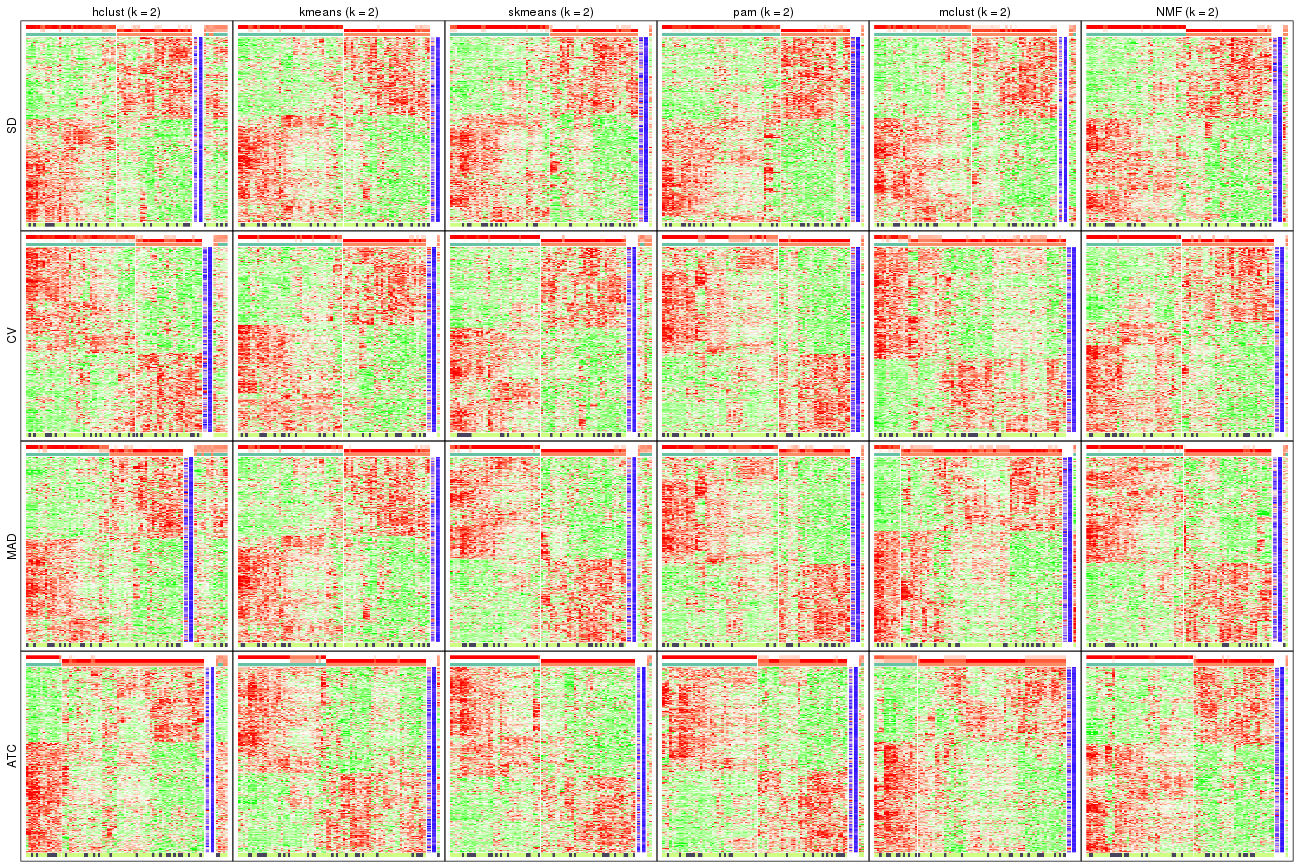 hclust (k = 2)
kmeans (k = 2)
skmeans (k = 2)
pam (k = 2)
mclust (k = 2)
NMF (k = 2)
SD
CV
MAD
ATC